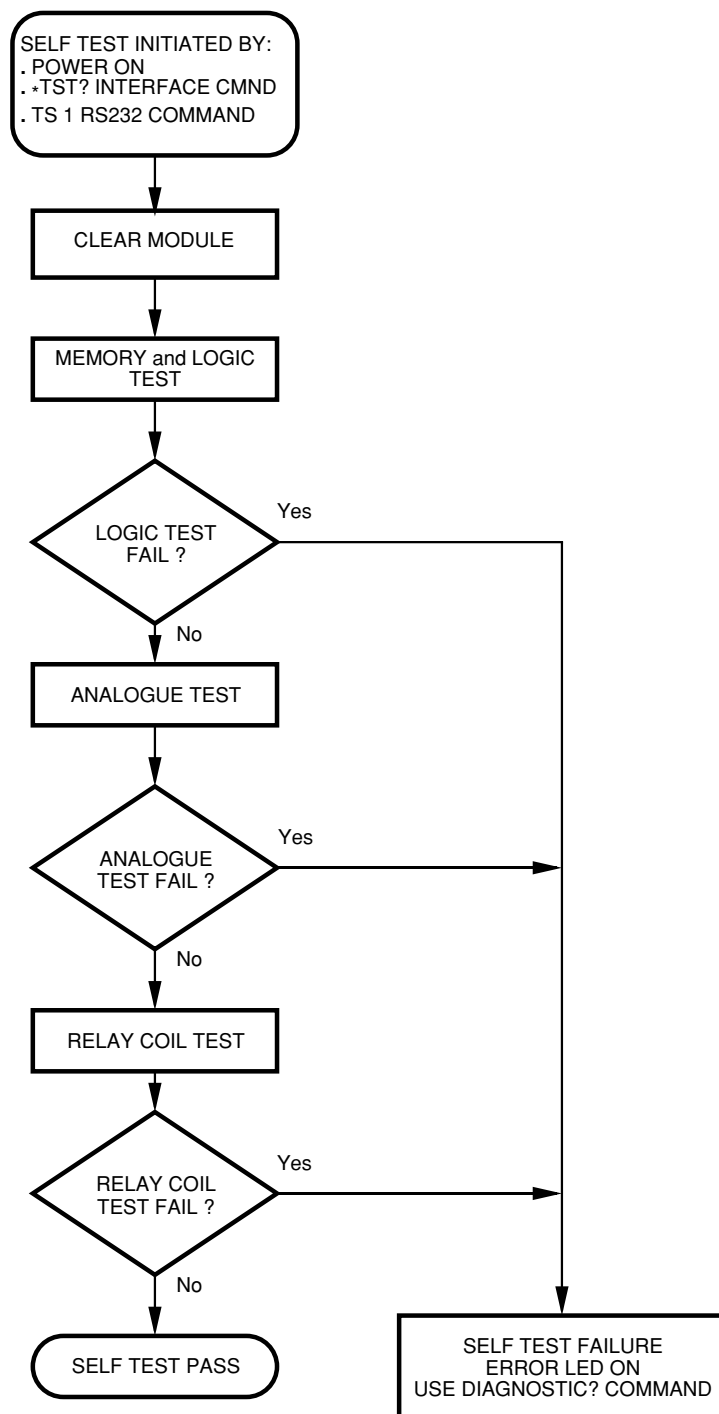 SELF TEST INITIATED BY:
. POWER ON
. *TST? INTERFACE CMND
. TS 1 RS232 COMMAND
CLEAR MODULE
MEMORY and LOGIC
TEST
LOGIC TEST
FAIL ?
Yes
No
ANALOGUE TEST
ANALOGUE
TEST FAIL ?
Yes
No
RELAY COIL TEST
RELAY COIL
TEST FAIL ?
Yes
No
SELF TEST PASS
SELF TEST FAILURE
ERROR LED ON
USE DIAGNOSTIC? COMMAND